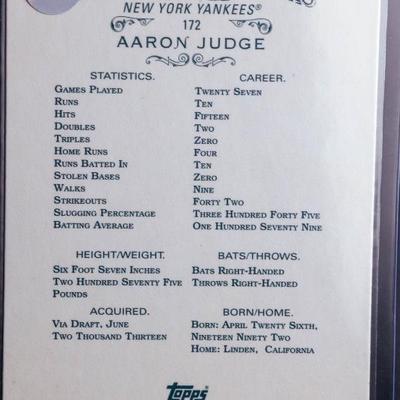 NEW YORK YANKEES®
172
AARON JUDGE
STATISTICS. CAREER.
GAMES PLAYED TWENTY SEVEN
RUNS TEN
HITS FIFTEEN
DOUBLES TWO
TRIPLES ZERO
HOME RUNS FOUR
RUNS BATTED IN TEN
STOLEN BASES ZERO
WALKS NINE
STRIKEOUTS FORTY TWO
SLUGGING PERCENTAGE THREE HUNDRED FORTY FIVE
BATTING AVERAGE ONE HUNDRED SEVENTY NINE
HEIGHT/WEIGHT. BATS/THROWS.
SIX FOOT SEVEN INCHES BATS RIGHT-HANDED
TWO HUNDRED SEVENTY FIVE THROWS RIGHT-HANDED
POUNDS
ACQUIRED. BORN/HOME.
VIA DRAFT, JUNE BORN: APRIL TWENTY SIXTH,
TWO THOUSAND THIRTEEN NINETEEN NINETY TWO
HOME: LINDEN, CALIFORNIA
Topps